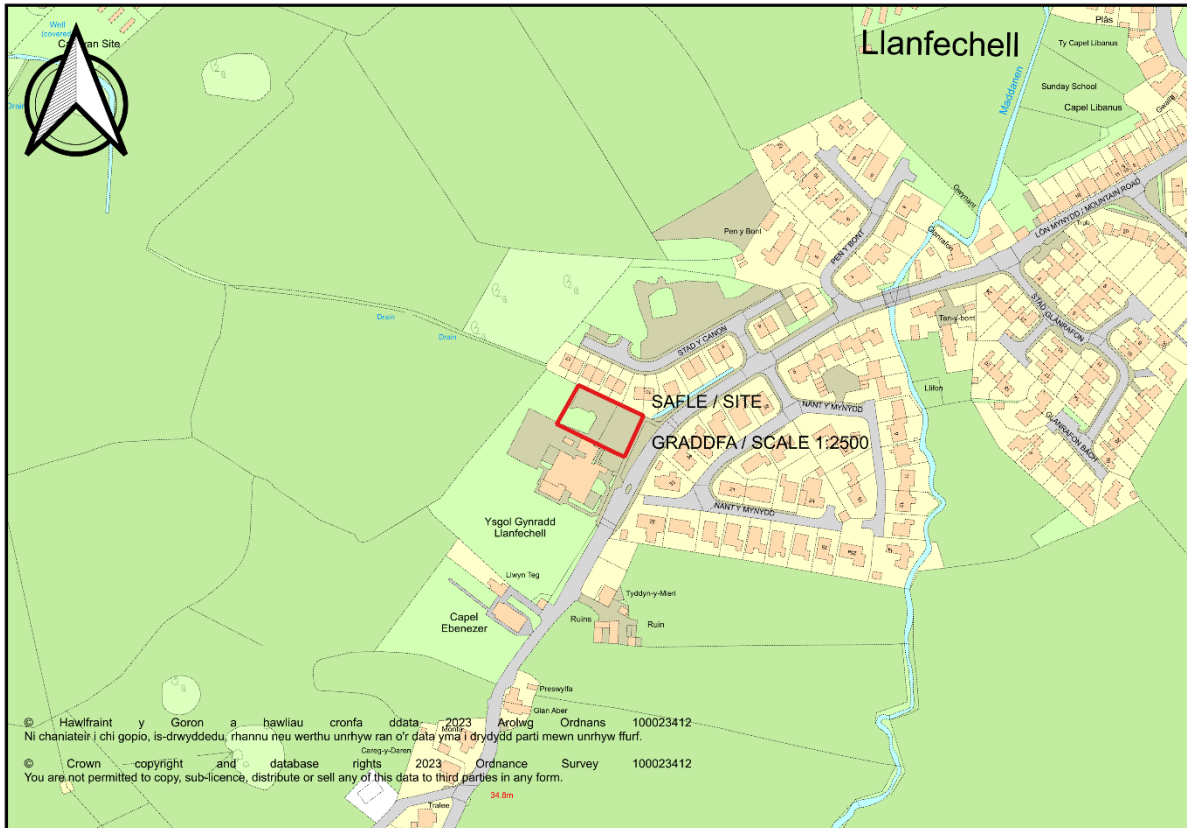 Well
(covered)
Plâs
Llanfechell
Ty Capel Libanus
Drain
Maddanen
Sunday School
Capel Libanus
Gwynant
Pen y Bont
PEN Y BONT
Glanrafon
LÔN MYNYDD / MOUNTAIN ROAD
Drain
Drain
STAD Y CANON
Tan-y-bont
STAD GLANRAFON
Llifon
SAFLE / SITE
NANT Y MYNYDD
GLANRAFON BACH
GRADDFA / SCALE 1:2500
NANT Y MYNYDD
Ysgol Gynradd
Llanfechell
Llwyn Teg
Tyddyn-y-Mieri
Capel
Ebenezer
Ruins
Ruin
Preswylfa
Glan Aber
© Hawlfraint y Goron a hawliau cronfa ddata 2023 Arolwg Ordnans 100023412
Ni chaniateir i chi gopio, is-drwyddedu, rhannu neu werthu unrhyw ran o'r data yma i drydydd parti mewn unrhyw ffurf.
Careg-y-Daren
© Crown copyright and database rights 2023 Ordnance Survey 100023412
You are not permitted to copy, sub-licence, distribute or sell any of this data to third parties in any form.
34.8m
Tralee